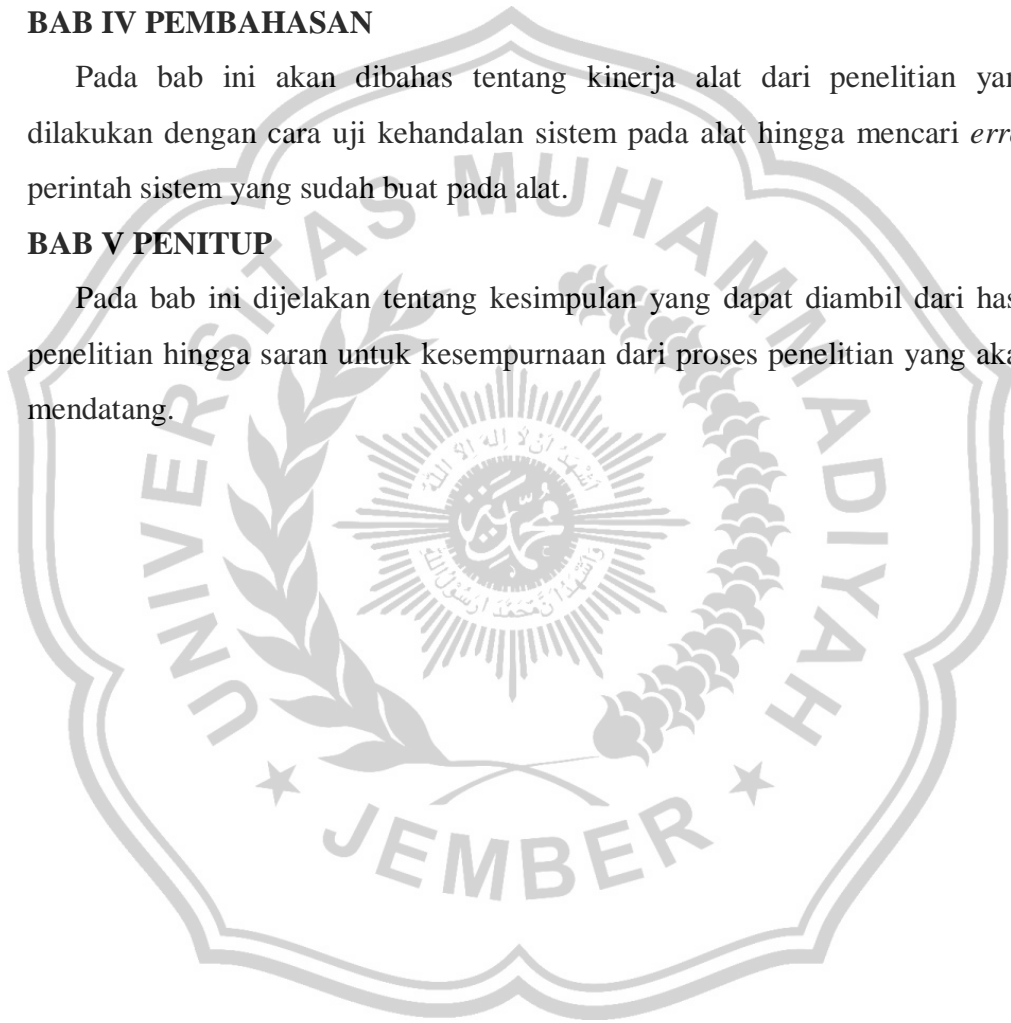 BAB IV PEMBAHASAN
Pada bab ini akan dibahas tentang kinerja alat dari penelitian yan
dilakukan dengan cara uji kehandalan sistem pada alat hingga mencari erro
perintah sistem yang sudah buat pada alat.
BAB V PENITUP
Pada bab ini dijelakan tentang kesimpulan yang dapat diambil dari has
penelitian hingga saran untuk kesempurnaan dari proses penelitian yang aka
mendatang.
UNIVERSITAS MUHAMMADIYAH
JEMBER